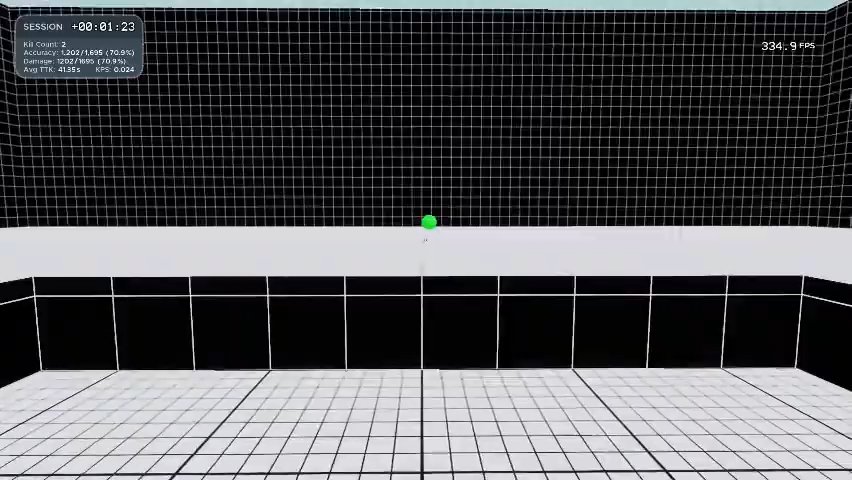 SESSION +00:01:23
Kill Count: 2
Accuracy: 1,202/1,695 (70.9%)
Damage: 1202/1695 (70.9%)
Avg TTK: 41.35s KPS: 0.024
334.9 FPS